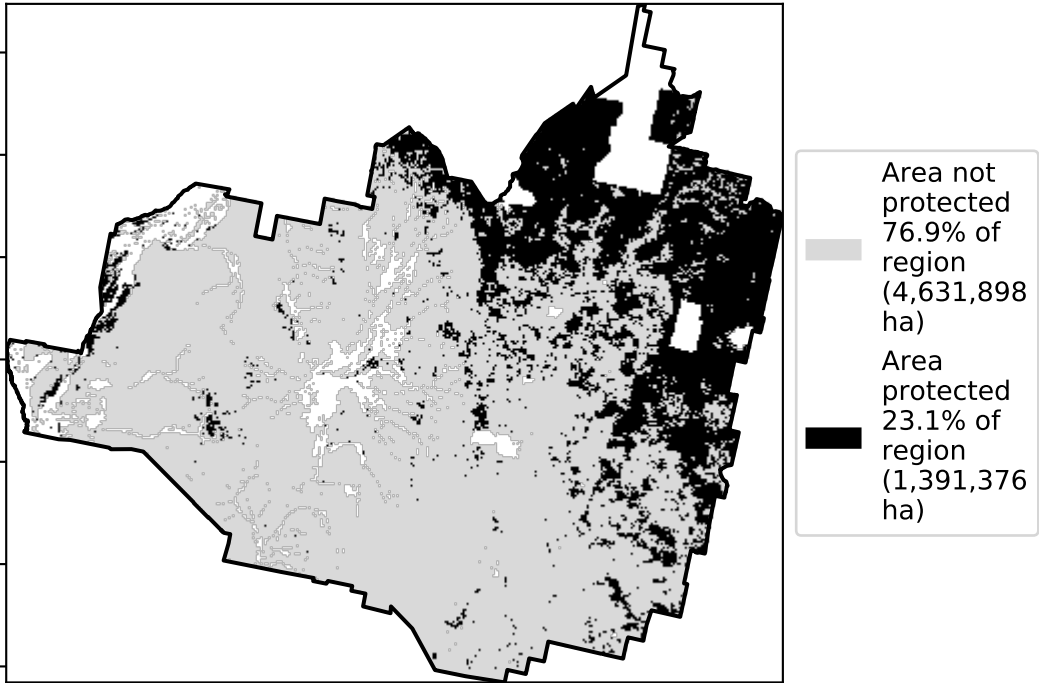 Area not
protected
76.9% of
region
(4,631,898
ha)
Area
protected
23.1% of
region
(1,391,376
ha)